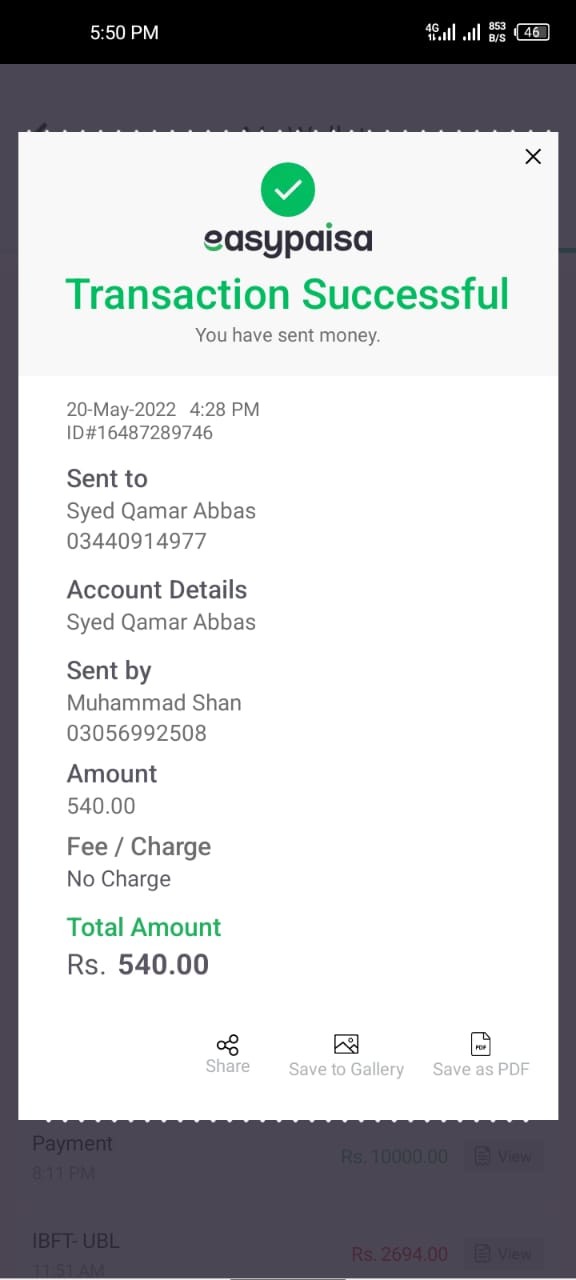 5:50 PM
4G 853 B/S 46
easypaisa
Transaction Successful
You have sent money.
20-May-2022 4:28 PM
ID#16487289746
Sent to
Syed Qamar Abbas
03440914977
Account Details
Syed Qamar Abbas
Sent by
Muhammad Shan
03056992508
Amount
540.00
Fee / Charge
No Charge
Total Amount
Rs. 540.00
Share
Save to Gallery
Save as PDF
Payment
Rs. 10000.00 View
8:11 PM
IBFT- UBL
Rs. 2694.00 View
11:51 AM